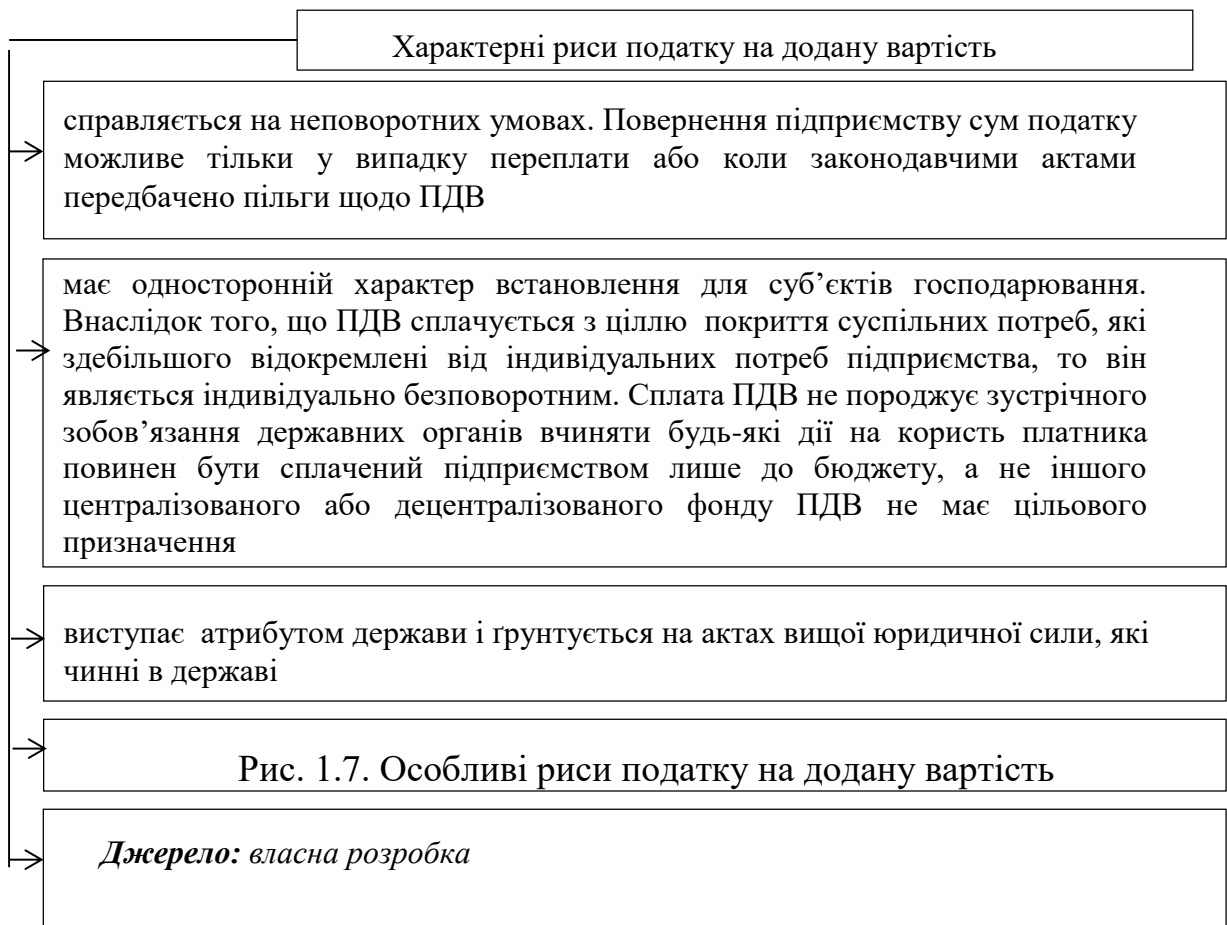 Характерні риси податку на додану вартість
справляється на неповоротних умовах. Повернення підприємству сум податку
можливе тільки у випадку переплати або коли законодавчими актами
передбачено пільги щодо ПДВ
має односторонній характер встановлення для суб’єктів господарювання.
Внаслідок того, що ПДВ сплачується з ціллю покриття суспільних потреб, які
здебільшого відокремлені від індивідуальних потреб підприємства, то він
являється індивідуально безповоротним. Сплата ПДВ не породжує зустрічного
зобов’язання державних органів вчиняти будь-які дії на користь платника
повинен бути сплачений підприємством лише до бюджету, а не іншого
централізованого або децентралізованого фонду ПДВ не має цільового
призначення
виступає атрибутом держави і ґрунтується на актах вищої юридичної сили, які
чинні в державі
Рис. 1.7. Особливі риси податку на додану вартість
Джерело: власна розробка